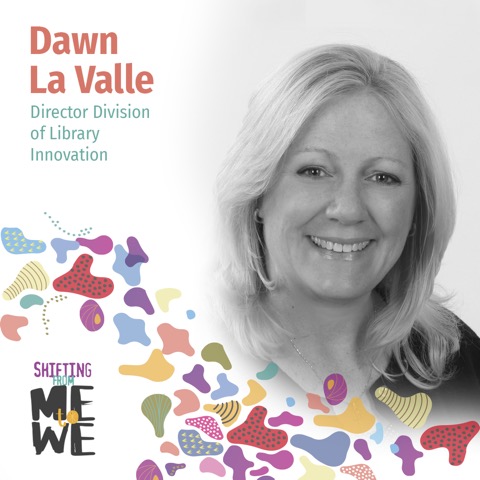 Dawn
La Valle
Director Division
of Library
Innovation
SHIFTING
FROM
ME
to
WE